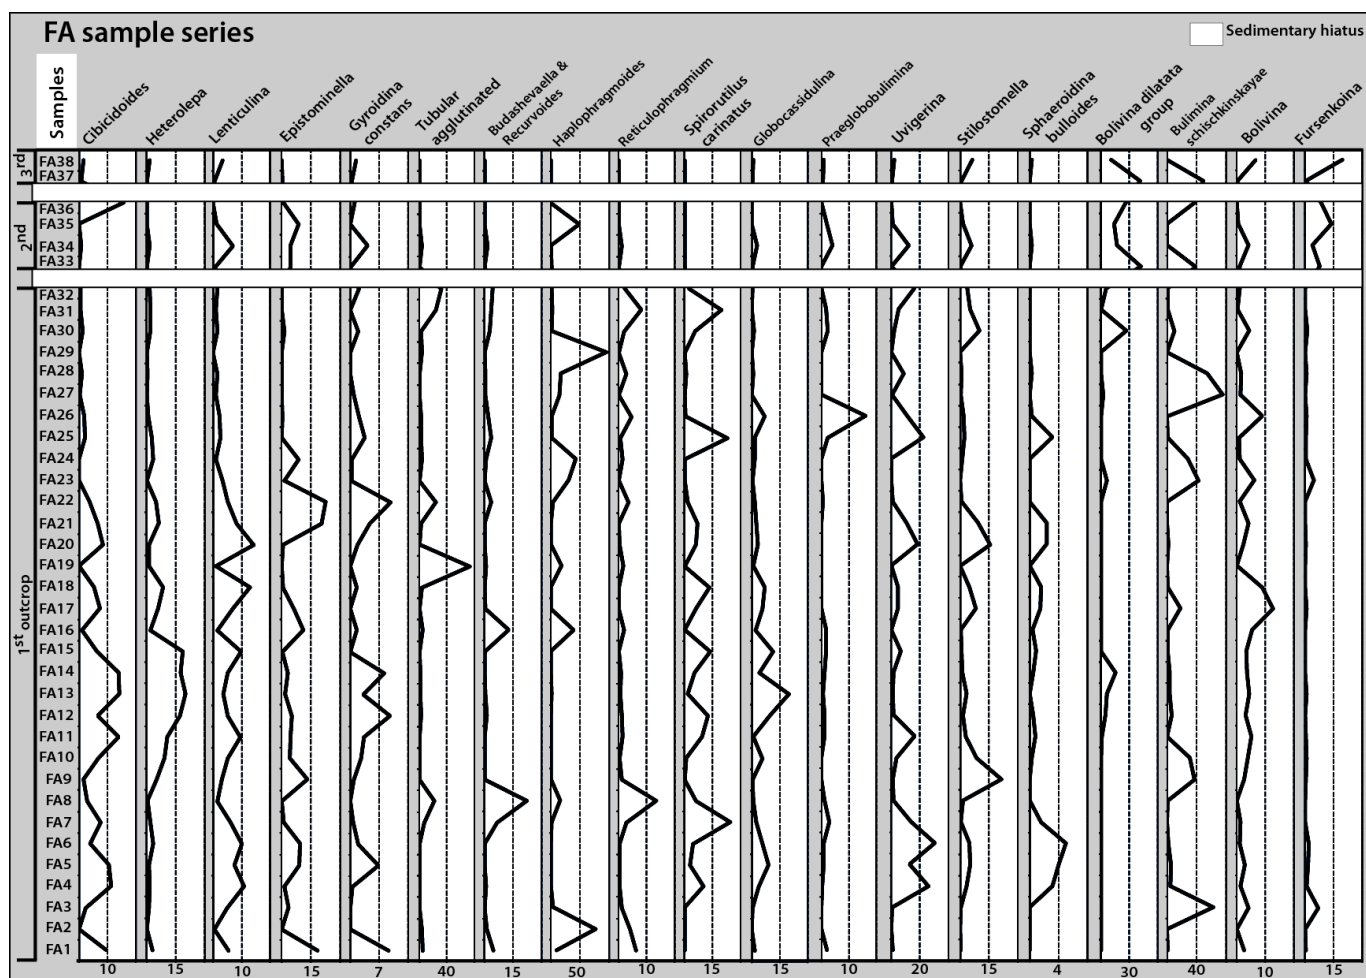 FA sample series
Sedimentary hiatus
Samples
Cibicidoides
Heterolepa
Lenticulina
Epistominella
Gyroidina
constans
Tubular
agglutinated
Budashevaella &
Recurvoides
Haplophragmoides
Reticulophragmium
Spirorutilus
carinatus
Globocassidulina
Praeglobobulimina
Uvigerina
Stilostomella
Sphaeroidina
bulloides
Bolivina dilatata
group
Bulimina
schischkinskayae
Bolivina
Fursenkoina
3rd
FA38
FA37
2nd
FA36
FA35
FA34
FA33
1st outcrop
FA32
FA31
FA30
FA29
FA28
FA27
FA26
FA25
FA24
FA23
FA22
FA21
FA20
FA19
FA18
FA17
FA16
FA15
FA14
FA13
FA12
FA11
FA10
FA9
FA8
FA7
FA6
FA5
FA4
FA3
FA2
FA1
10 15 10 15 7 40 15 50 10 15 15 10 20 15 4 30 30 10 15